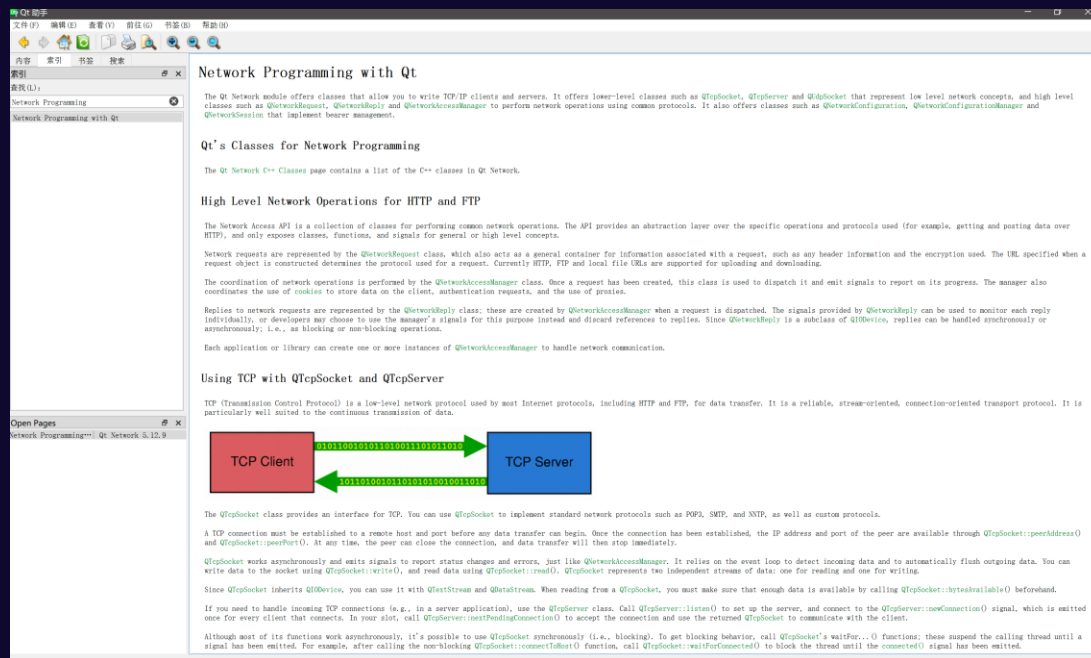 Qt 助手
文件(F) 编辑(E) 查看(V) 前往(G) 书签(B) 帮助(H)
内容 索引 书签 搜索
索引
查找(L):
Network Programming
Network Programming with Qt
Open Pages
Network Programming… | Qt Network 5.12.9
Network Programming with Qt
The Qt Network module offers classes that allow you to write TCP/IP clients and servers. It offers lower-level classes such as QTcpSocket, QTcpServer and QUdpSocket that represent low level network concepts, and high level
classes such as QNetworkRequest, QNetworkReply and QNetworkAccessManager to perform network operations using common protocols. It also offers classes such as QNetworkConfiguration, QNetworkConfigurationManager and
QNetworkSession that implement bearer management.
Qt's Classes for Network Programming
The Qt Network C++ Classes page contains a list of the C++ classes in Qt Network.
High Level Network Operations for HTTP and FTP
The Network Access API is a collection of classes for performing common network operations. The API provides an abstraction layer over the specific operations and protocols used (for example, getting and posting data over
HTTP), and only exposes classes, functions, and signals for general or high level concepts.
Network requests are represented by the QNetworkRequest class, which also acts as a general container for information associated with a request, such as any header information and the encryption used. The URL specified when a
request object is constructed determines the protocol used for a request. Currently HTTP, FTP and local file URLs are supported for uploading and downloading.
The coordination of network operations is performed by the QNetworkAccessManager class. Once a request has been created, this class is used to dispatch it and emit signals to report on its progress. The manager also
coordinates the use of cookies to store data on the client, authentication requests, and the use of proxies.
Replies to network requests are represented by the QNetworkReply class; these are created by QNetworkAccessManager when a request is dispatched. The signals provided by QNetworkReply can be used to monitor each reply
individually, or developers may choose to use the manager's signals for this purpose instead and discard references to replies. Since QNetworkReply is a subclass of QIODevice, replies can be handled synchronously or
asynchronously; i.e., as blocking or non-blocking operations.
Each application or library can create one or more instances of QNetworkAccessManager to handle network communication.
Using TCP with QTcpSocket and QTcpServer
TCP (Transmission Control Protocol) is a low-level network protocol used by most Internet protocols, including HTTP and FTP, for data transfer. It is a reliable, stream-oriented, connection-oriented transport protocol. It is
particularly well suited to the continuous transmission of data.
TCP Client
TCP Server
The QTcpSocket class provides an interface for TCP. You can use QTcpSocket to implement standard network protocols such as POP3, SMTP, and NNTP, as well as custom protocols.
A TCP connection must be established to a remote host and port before any data transfer can begin. Once the connection has been established, the IP address and port of the peer are available through QTcpSocket::peerAddress()
and QTcpSocket::peerPort(). At any time, the peer can close the connection, and data transfer will then stop immediately.
QTcpSocket works asynchronously and emits signals to report status changes and errors, just like QNetworkAccessManager. It relies on the event loop to detect incoming data and to automatically flush outgoing data. You can
write data to the socket using QTcpSocket::write(), and read data using QTcpSocket::read(). QTcpSocket represents two independent streams of data: one for reading and one for writing.
Since QTcpSocket inherits QIODevice, you can use it with QTextStream and QDataStream. When reading from a QTcpSocket, you must make sure that enough data is available by calling QTcpSocket::bytesAvailable() beforehand.
If you need to handle incoming TCP connections (e.g., in a server application), use the QTcpServer class. Call QTcpServer::listen() to set up the server, and connect to the QTcpServer::newConnection() signal, which is emitted
once for every client that connects. In your slot, call QTcpServer::nextPendingConnection() to accept the connection and use the returned QTcpSocket to communicate with the client.
Although most of its functions work asynchronously, it's possible to use QTcpSocket synchronously (i.e., blocking). To get blocking behavior, call QTcpSocket's waitFor...() functions; these suspend the calling thread until a
signal has been emitted. For example, after calling the non-blocking QTcpSocket::connectToHost() function, call QTcpSocket::waitForConnected() to block the thread until the connected() signal has been emitted.